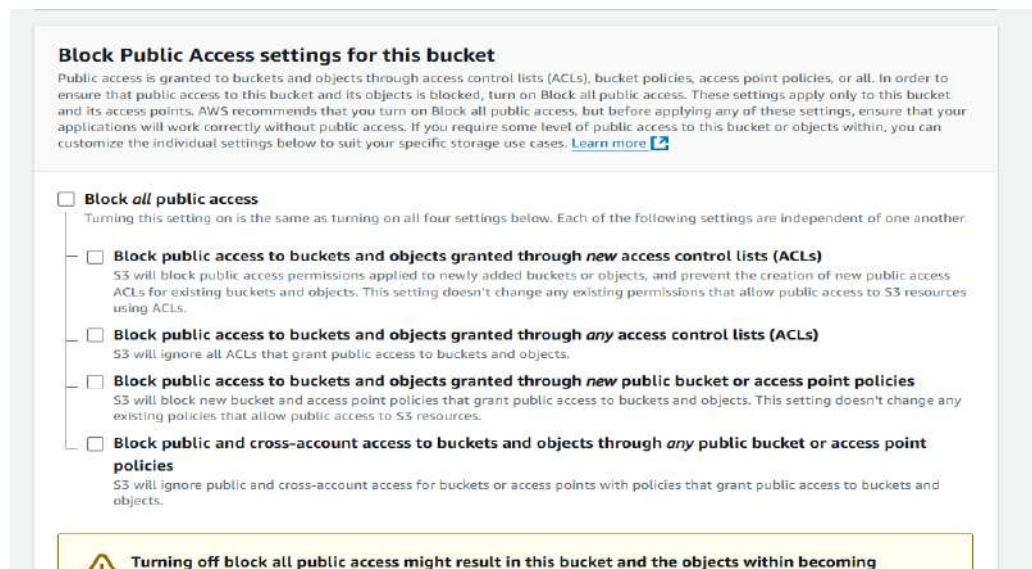 Block Public Access settings for this bucket
Public access is granted to buckets and objects through access control lists (ACLs), bucket policies, access point policies, or all. In order to
ensure that public access to this bucket and its objects is blocked, turn on Block all public access. These settings apply only to this bucket
and its access points. AWS recommends that you turn on Block all public access, but before applying any of these settings, ensure that your
applications will work correctly without public access. If you require some level of public access to this bucket or objects within, you can
customize the individual settings below to suit your specific storage use cases. Learn more
Block all public access
Turning this setting on is the same as turning on all four settings below. Each of the following settings are independent of one another.
Block public access to buckets and objects granted through new access control lists (ACLs)
S3 will block public access permissions applied to newly added buckets or objects, and prevent the creation of new public access
ACLs for existing buckets and objects. This setting doesn't change any existing permissions that allow public access to S3 resources
using ACLs.
Block public access to buckets and objects granted through any access control lists (ACLs)
S3 will ignore all ACLs that grant public access to buckets and objects.
Block public access to buckets and objects granted through new public bucket or access point policies
S3 will block new bucket and access point policies that grant public access to buckets and objects. This setting doesn't change any
existing policies that allow public access to S3 resources.
Block public and cross-account access to buckets and objects through any public bucket or access point
policies
S3 will ignore public and cross-account access for buckets or access points with policies that grant public access to buckets and
objects.
Turning off block all public access might result in this bucket and the objects within becoming